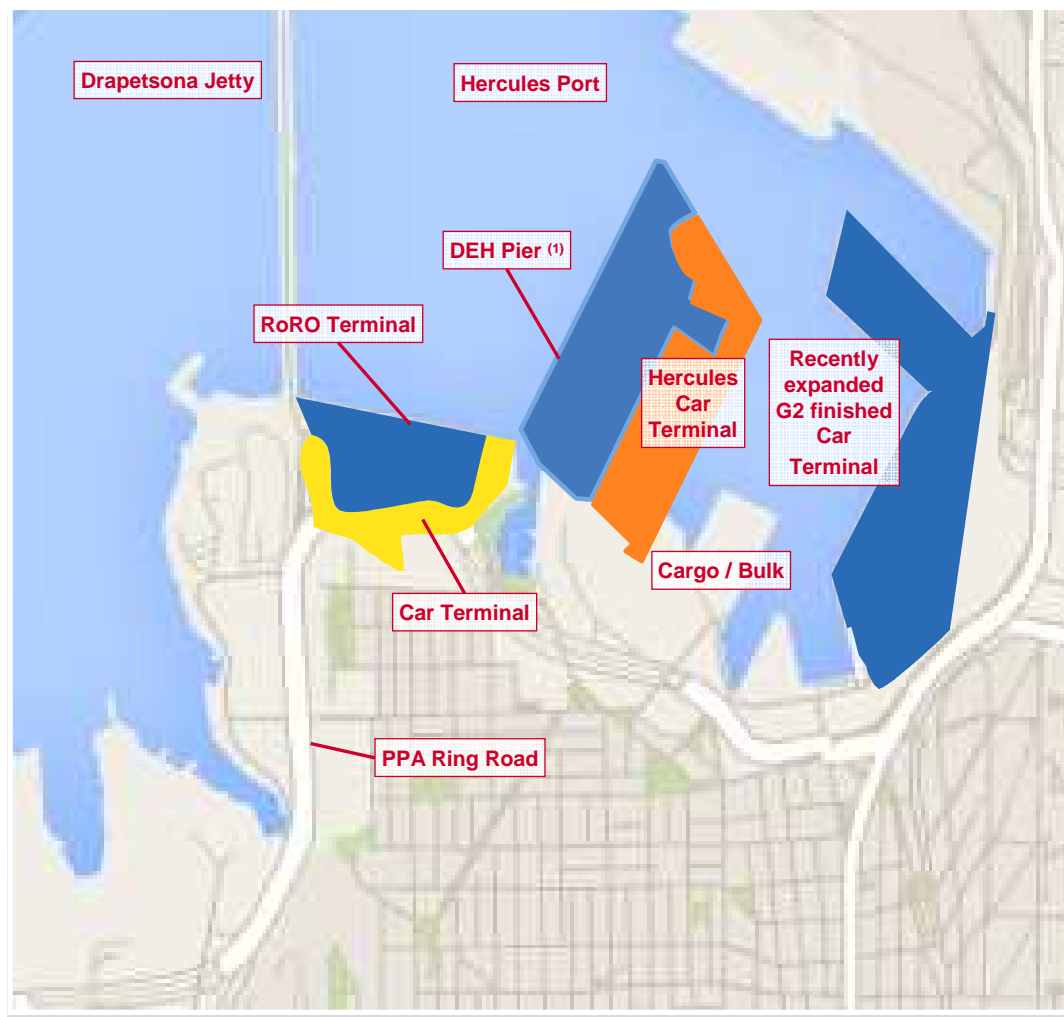 Drapetsona Jetty
Hercules Port
DEH Pier (1)
RoRO Terminal
Hercules
Car
Terminal
Recently
expanded
G2 finished
Car
Terminal
Cargo / Bulk
Car Terminal
PPA Ring Road